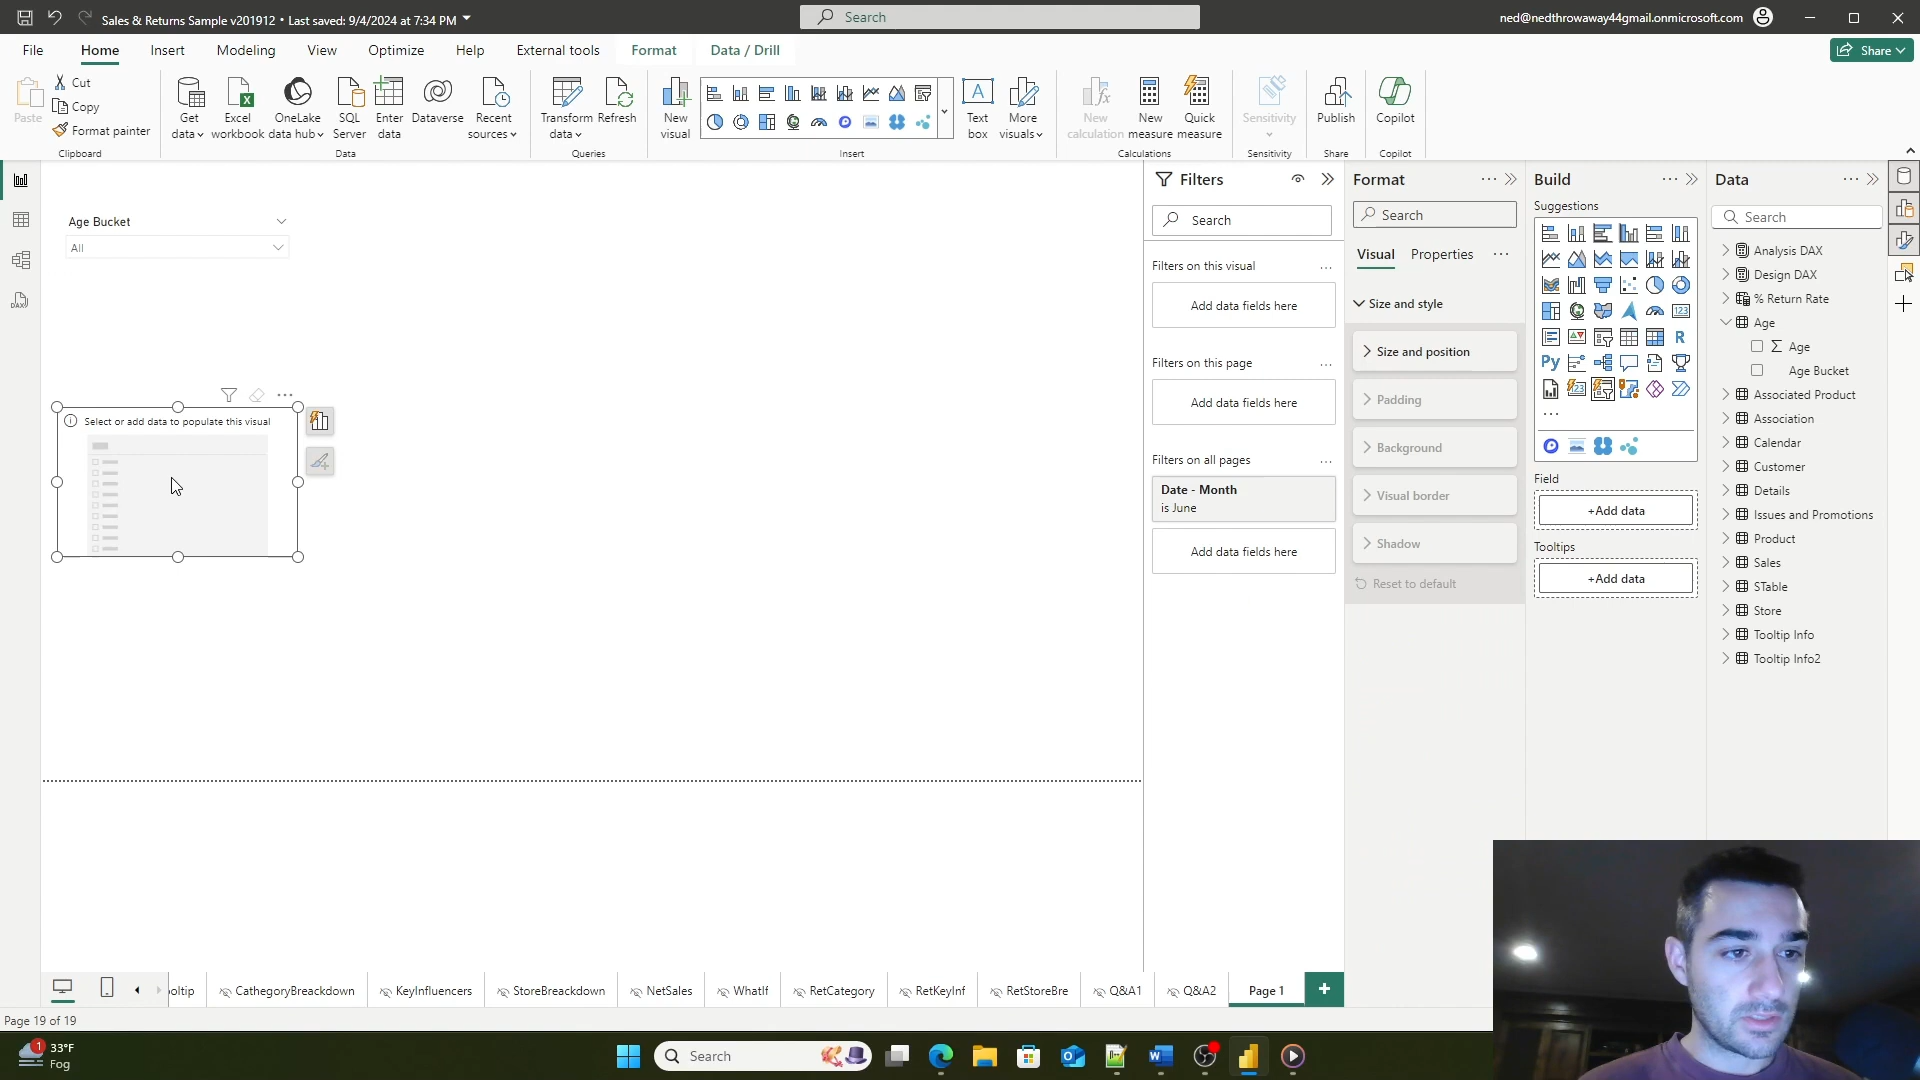 Sales & Returns Sample v201912 • Last saved: 9/4/2024 at 7:34 PM
Search
ned@nedthrowaway44gmail.onmicrosoft.com
File
Home
Insert
Modeling
View
Optimize
Help
External tools
Format
Data / Drill
Share
Paste
Cut
Copy
Format painter
Clipboard
Get data
Excel workbook
OneLake data hub
SQL Server
Enter data
Dataverse
Recent sources
Data
Transform data
Refresh
Queries
New visual
Text box
More visuals
Insert
New calculation
New measure
Quick measure
Calculations
Sensitivity
Sensitivity
Publish
Share
Copilot
Copilot
DAX
Age Bucket
All
Select or add data to populate this visual
Filters
Search
Filters on this visual
Add data fields here
Filters on this page
Add data fields here
Filters on all pages
Date - Month
is June
Add data fields here
Format
Search
Visual
Properties
Size and style
Size and position
Padding
Background
Visual border
Shadow
Reset to default
Build
Suggestions
123
R
Py
123
Field
+Add data
Tooltips
+Add data
Data
Search
Analysis DAX
Design DAX
% Return Rate
Age
Age
Age Bucket
Associated Product
Association
Calendar
Customer
Details
Issues and Promotions
Product
Sales
STable
Store
Tooltip Info
Tooltip Info2
oltip
CathegoryBreackdown
KeyInfluencers
StoreBreackdown
NetSales
WhatIf
RetCategory
RetKeyInf
RetStoreBre
Q&A1
Q&A2
Page 1
Page 19 of 19
1
33°F
Fog
Search